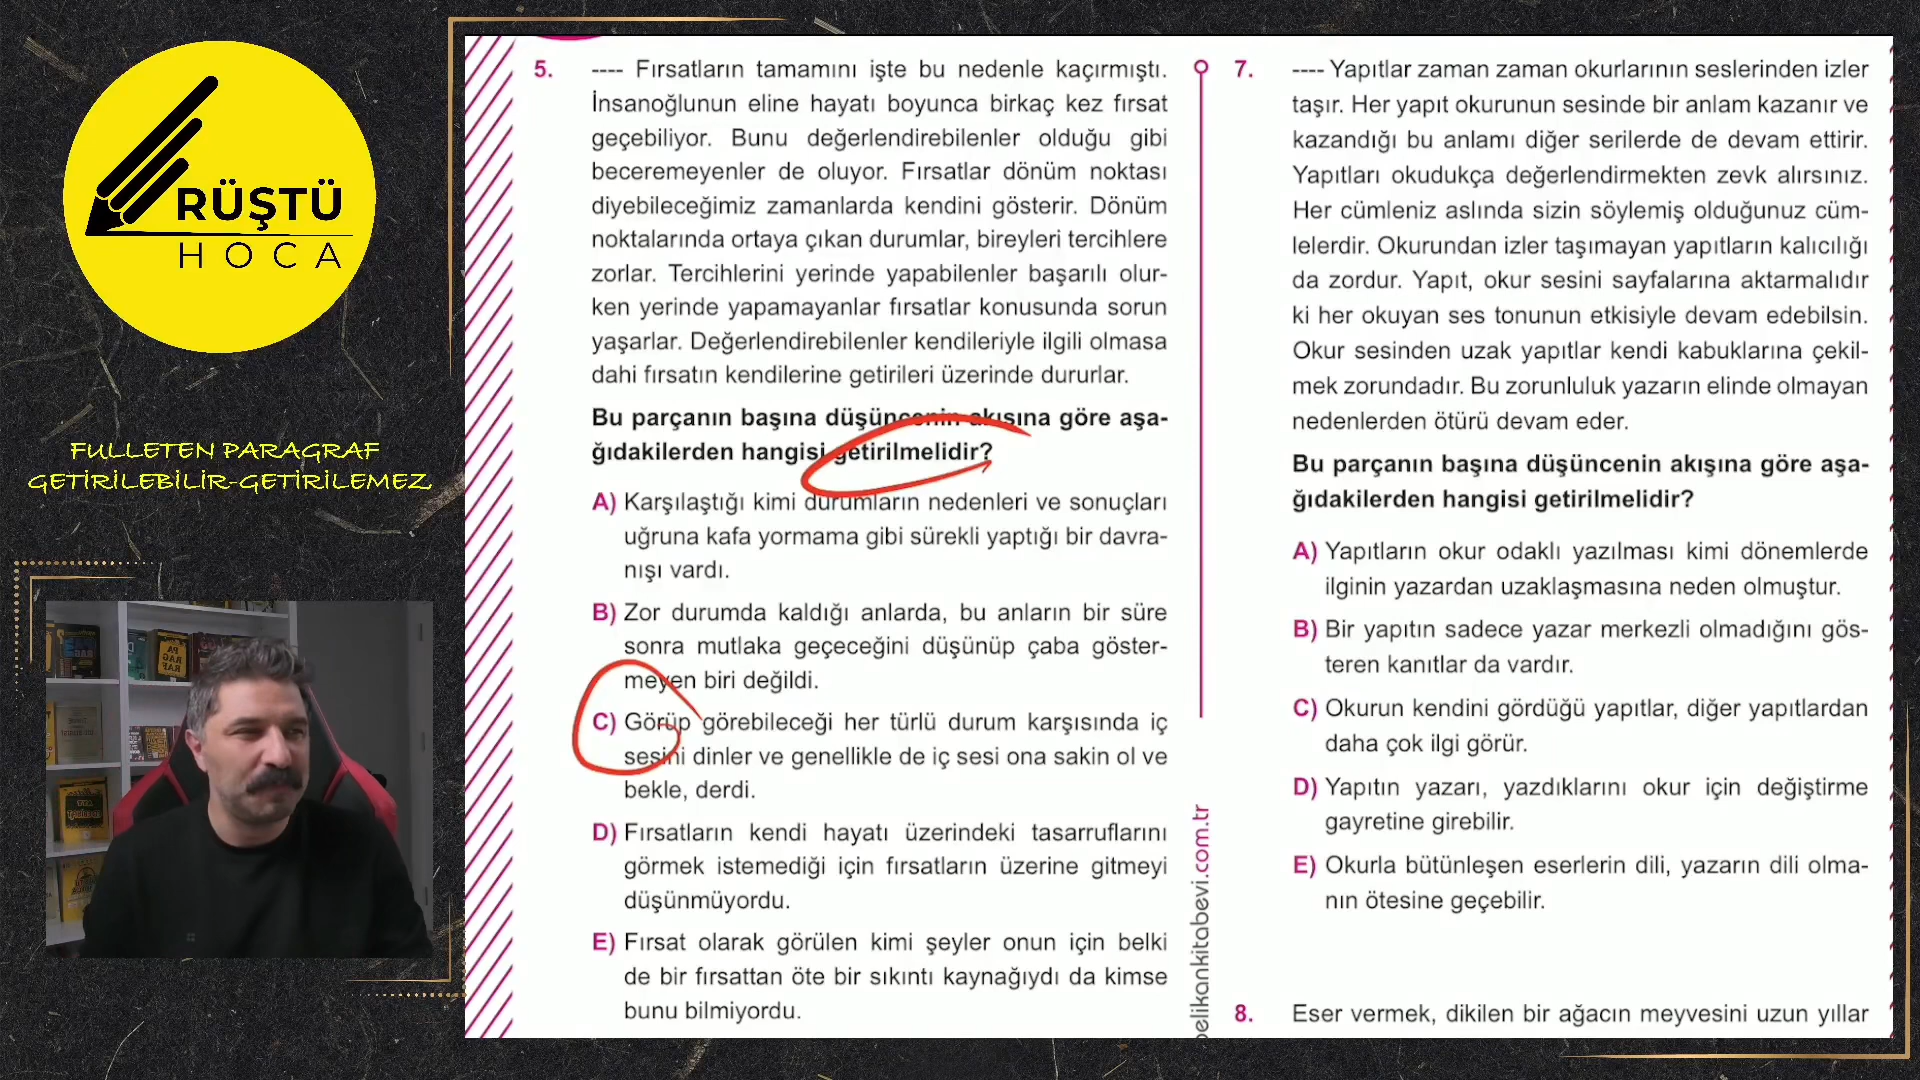 RÜŞTÜ
HOCA
FULLETEN PARAGRAF
GETİRİLEBİLİR-GETİRİLEMEZ.
5. ---- Fırsatların tamamını işte bu nedenle kaçırmıştı.
İnsanoğlunun eline hayatı boyunca birkaç kez fırsat
geçebiliyor. Bunu değerlendirebilenler olduğu gibi
beceremeyenler de oluyor. Fırsatlar dönüm noktası
diyebileceğimiz zamanlarda kendini gösterir. Dönüm
noktalarında ortaya çıkan durumlar, bireyleri tercihlere
zorlar. Tercihlerini yerinde yapabilenler başarılı olur-
ken yerinde yapamayanlar fırsatlar konusunda sorun
yaşarlar. Değerlendirebilenler kendileriyle ilgili olmasa
dahi fırsatın kendilerine getirileri üzerinde dururlar.
Bu parçanın başına düşüncenin akışına göre aşa-
ğıdakilerden hangisi getirilmelidir?
A) Karşılaştığı kimi durumların nedenleri ve sonuçları
uğruna kafa yormama gibi sürekli yaptığı bir davra-
nışı vardı.
B) Zor durumda kaldığı anlarda, bu anların bir süre
sonra mutlaka geçeceğini düşünüp çaba göster-
meyen biri değildi.
C) Görüp görebileceği her türlü durum karşısında iç
sesini dinler ve genellikle de iç sesi ona sakin ol ve
bekle, derdi.
D) Fırsatların kendi hayatı üzerindeki tasarruflarını
görmek istemediği için fırsatların üzerine gitmeyi
düşünmüyordu.
E) Fırsat olarak görülen kimi şeyler onun için belki
de bir fırsattan öte bir sıkıntı kaynağıydı da kimse
bunu bilmiyordu.
pelikankitabevi.com.tr
7. ---- Yapıtlar zaman zaman okurlarının seslerinden izler
taşır. Her yapıt okurunun sesinde bir anlam kazanır ve
kazandığı bu anlamı diğer serilerde de devam ettirir.
Yapıtları okudukça değerlendirmekten zevk alırsınız.
Her cümleniz aslında sizin söylemiş olduğunuz cüm-
lelerdir. Okurundan izler taşımayan yapıtların kalıcılığı
da zordur. Yapıt, okur sesini sayfalarına aktarmalıdır
ki her okuyan ses tonunun etkisiyle devam edebilsin.
Okur sesinden uzak yapıtlar kendi kabuklarına çekil-
mek zorundadır. Bu zorunluluk yazarın elinde olmayan
nedenlerden ötürü devam eder.
Bu parçanın başına düşüncenin akışına göre aşa-
ğıdakilerden hangisi getirilmelidir?
A) Yapıtların okur odaklı yazılması kimi dönemlerde
ilginin yazardan uzaklaşmasına neden olmuştur.
B) Bir yapıtın sadece yazar merkezli olmadığını gös-
teren kanıtlar da vardır.
C) Okurun kendini gördüğü yapıtlar, diğer yapıtlardan
daha çok ilgi görür.
D) Yapıtın yazarı, yazdıklarını okur için değiştirme
gayretine girebilir.
E) Okurla bütünleşen eserlerin dili, yazarın dili olma-
nın ötesine geçebilir.
8. Eser vermek, dikilen bir ağacın meyvesini uzun yıllar